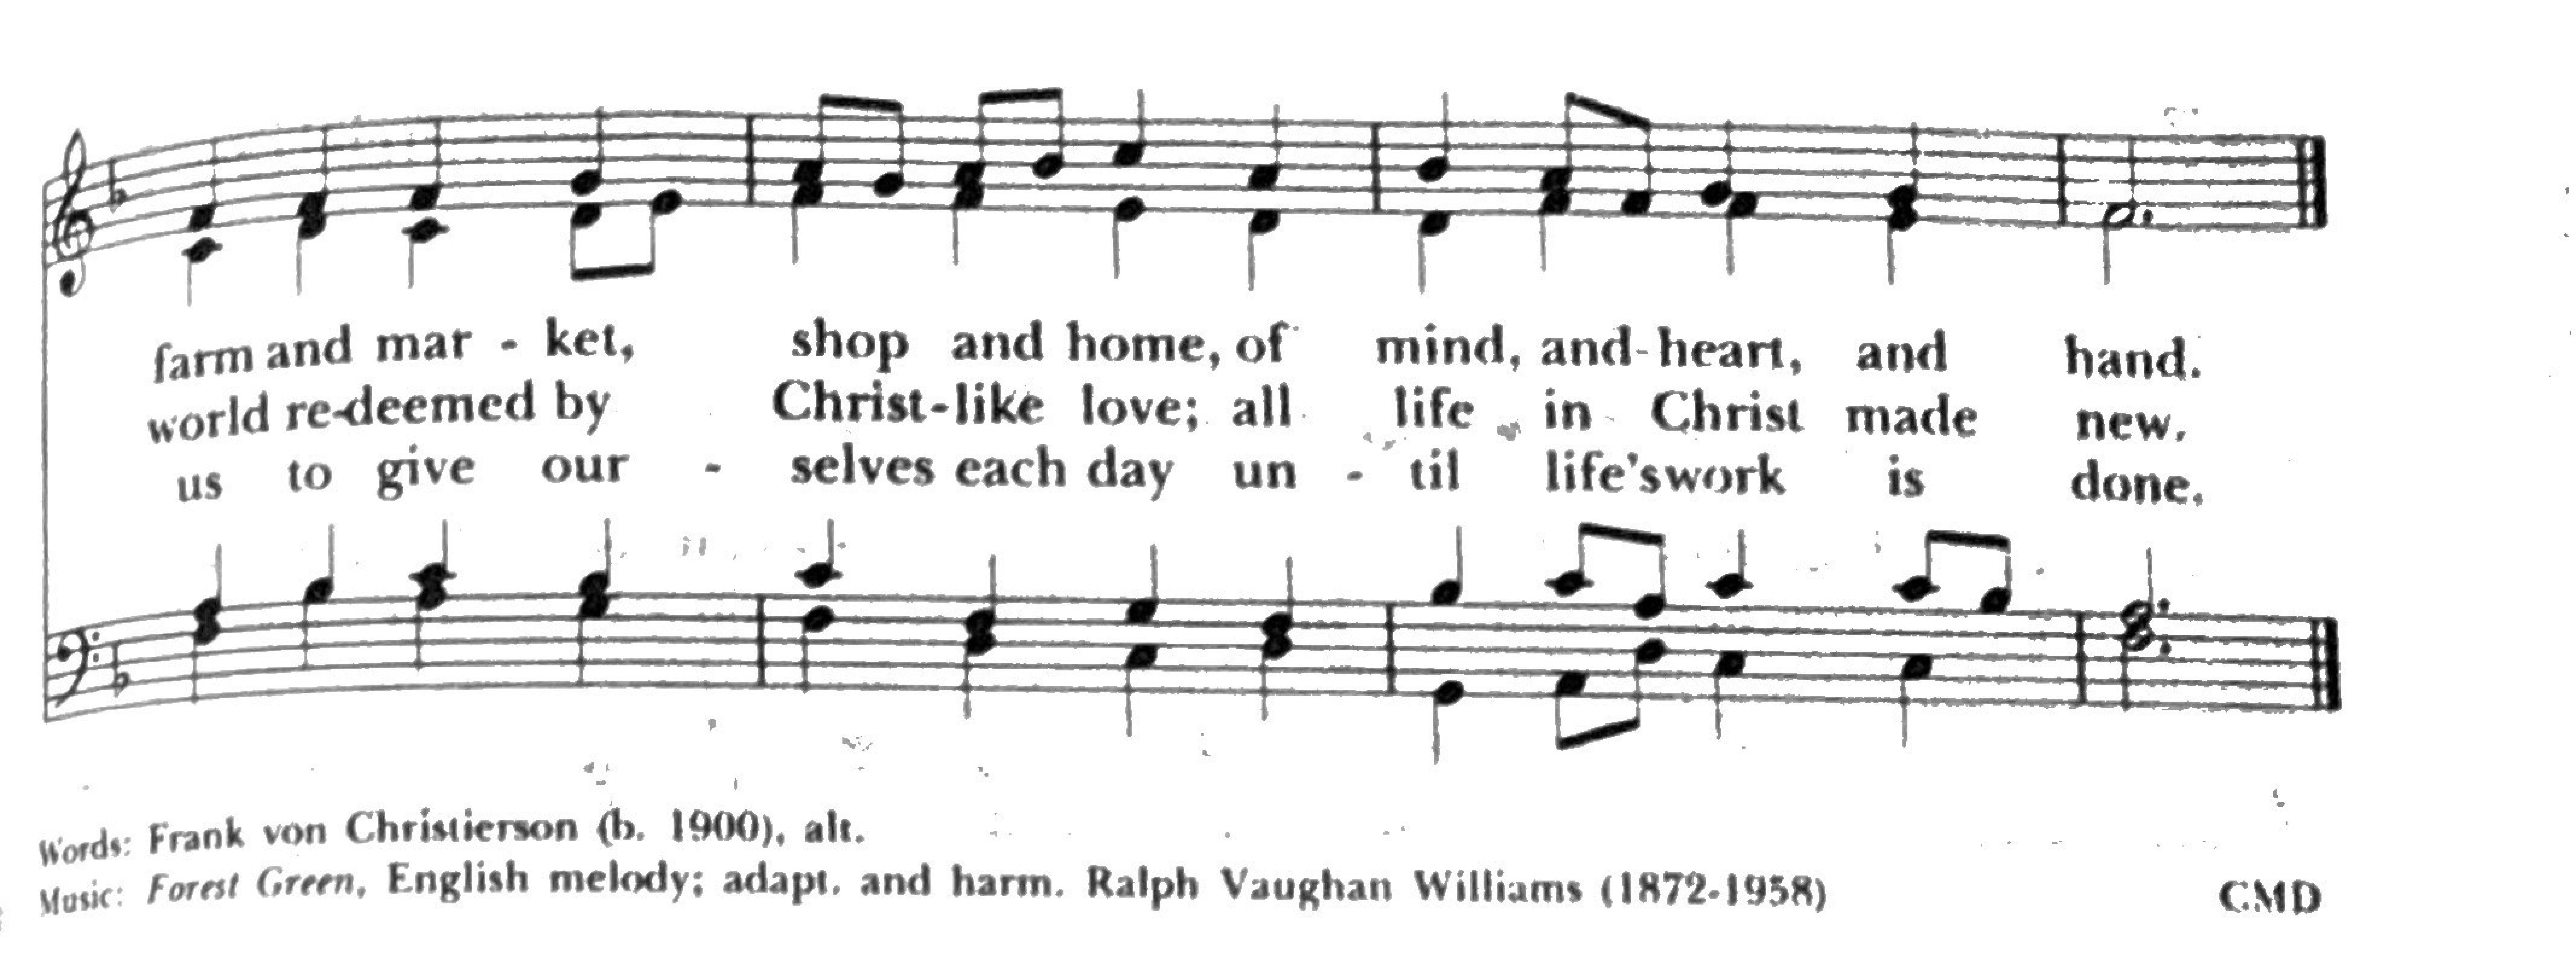 farm and mar - ket, shop and home, of mind, and heart, and hand.
world re-deemed by Christ-like love; all life in Christ made new.
us to give our - selves each day un - til life's work is done.
Words: Frank von Christierson (b. 1900), alt.
Music: Forest Green, English melody; adapt. and harm. Ralph Vaughan Williams (1872-1958) CMD